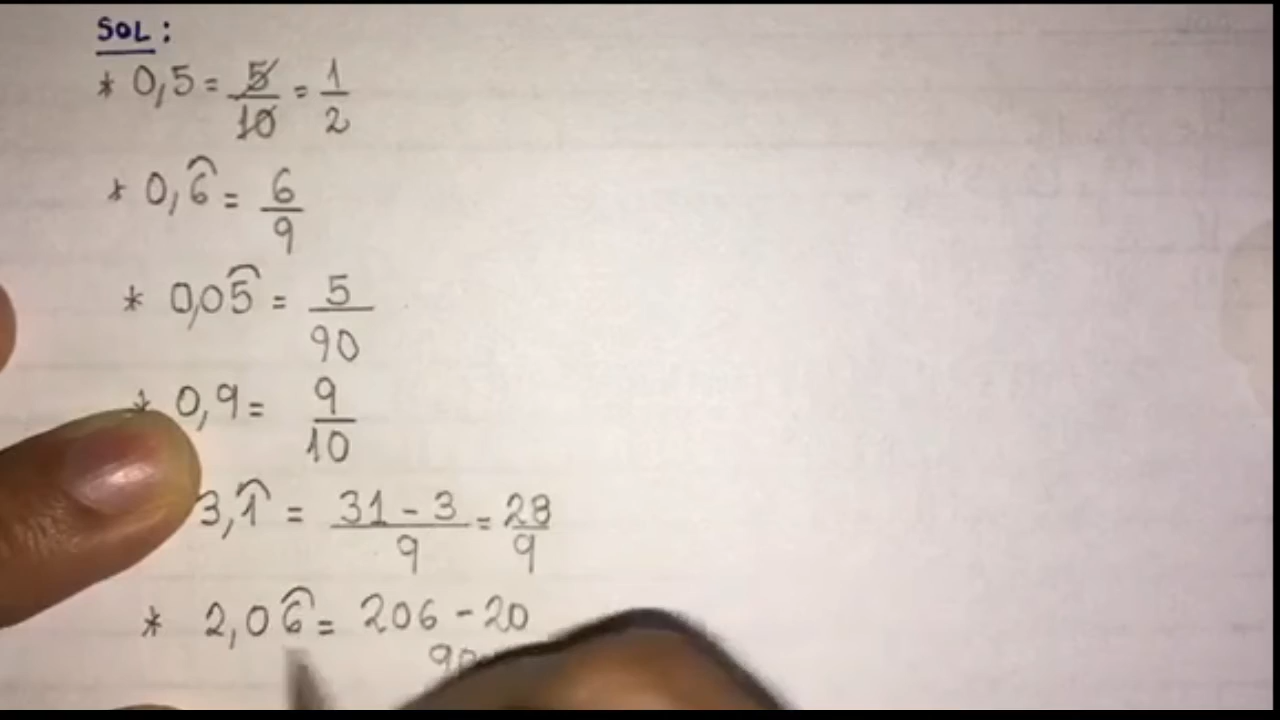 SOL:
* 0,5 = 5/10 = 1/2
* 0,6̂ = 6/9
* 0,05̂ = 5/90
* 0,9 = 9/10
3,1̂ = 31 - 3/9 = 28/9
* 2,06̂ = 206 - 20/90